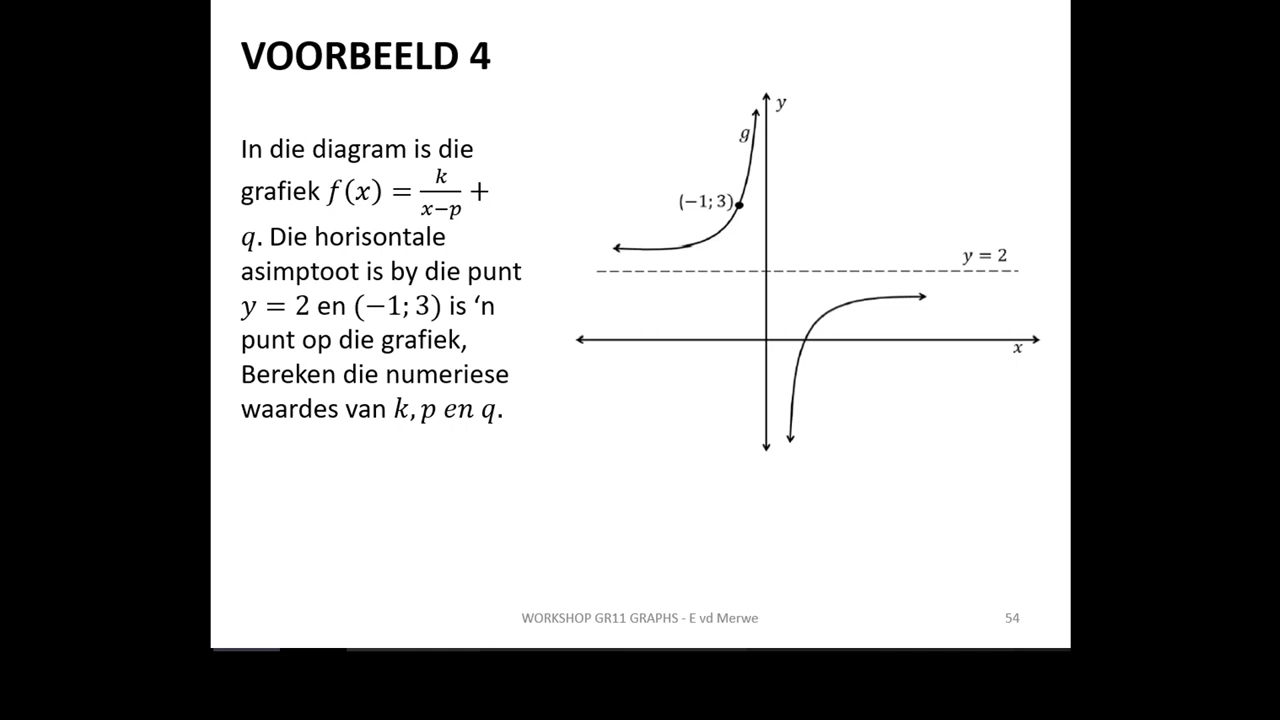 VOORBEELD 4
In die diagram is die
grafiek f(x) = k/(x−p) +
q. Die horisontale
asimptoot is by die punt
y = 2 en (−1; 3) is ‘n
punt op die grafiek,
Bereken die numeriese
waardes van k, p en q.
y
g
(−1; 3)
y = 2
x
WORKSHOP GR11 GRAPHS - E vd Merwe
54